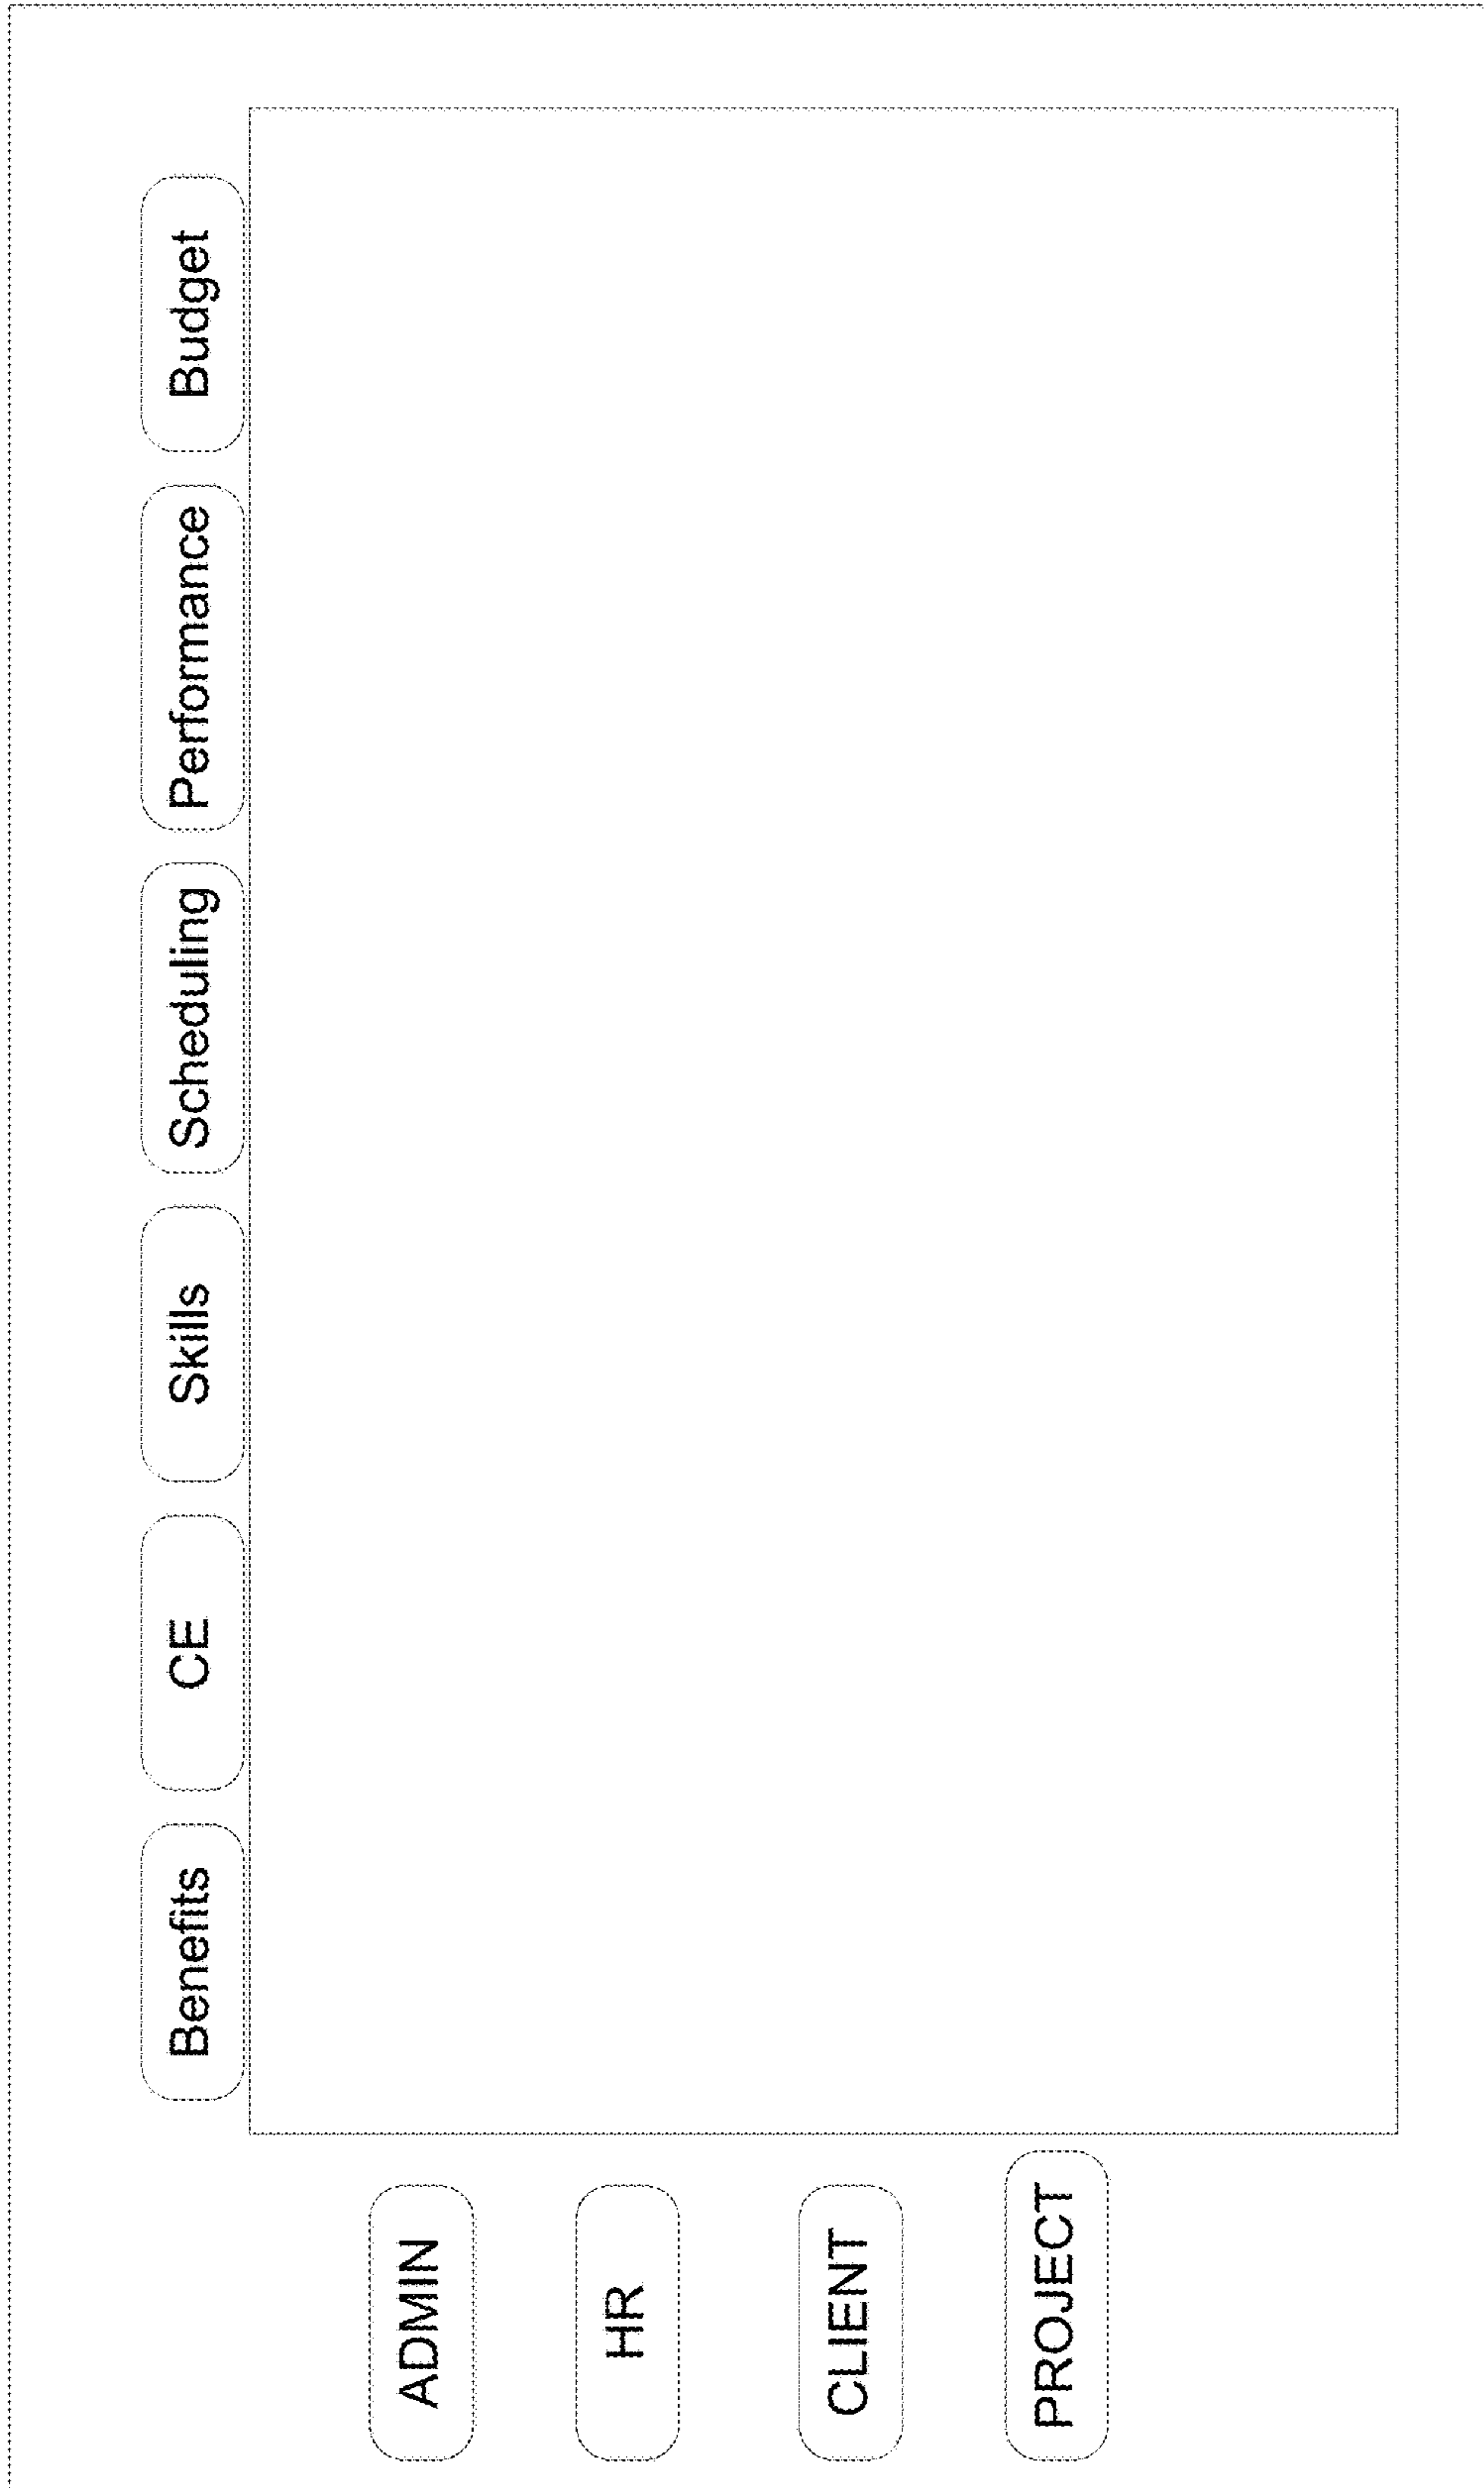 Benefits
CE
Skills
Scheduling
Performance
Budget
ADMIN
HR
CLIENT
PROJECT